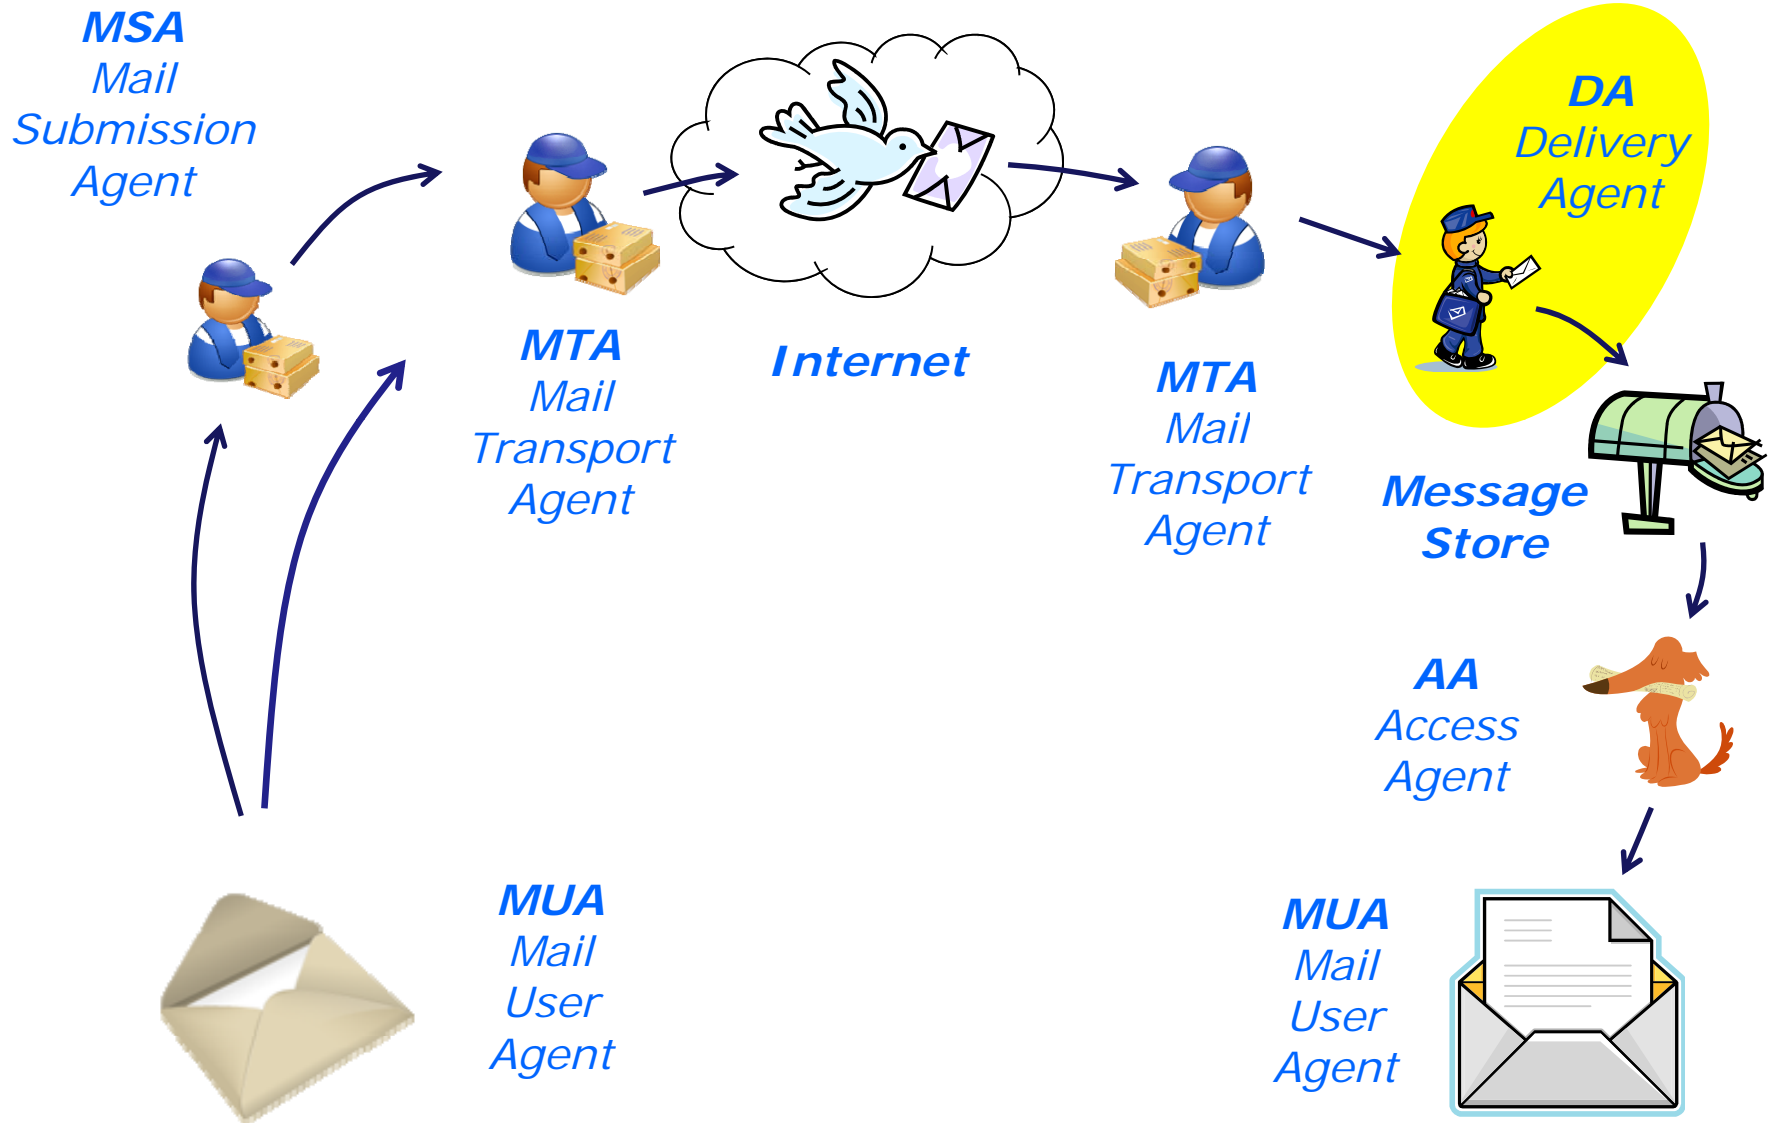 MSA
Mail
Submission
Agent
MTA
Mail
Transport
Agent
Internet
MTA
Mail
Transport
Agent
DA
Delivery
Agent
Message
Store
AA
Access
Agent
MUA
Mail
User
Agent
MUA
Mail
User
Agent